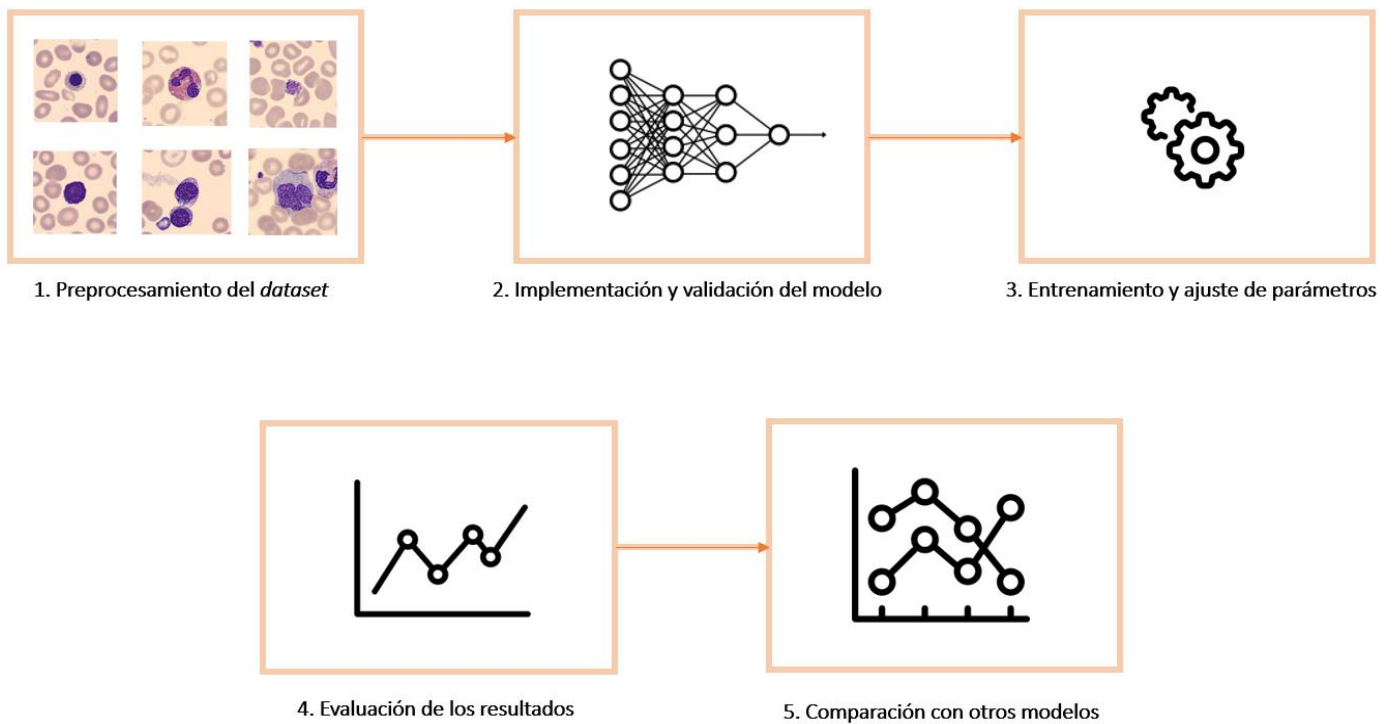 1. Preprocesamiento del dataset
2. Implementación y validación del modelo
3. Entrenamiento y ajuste de parámetros
4. Evaluación de los resultados
5. Comparación con otros modelos